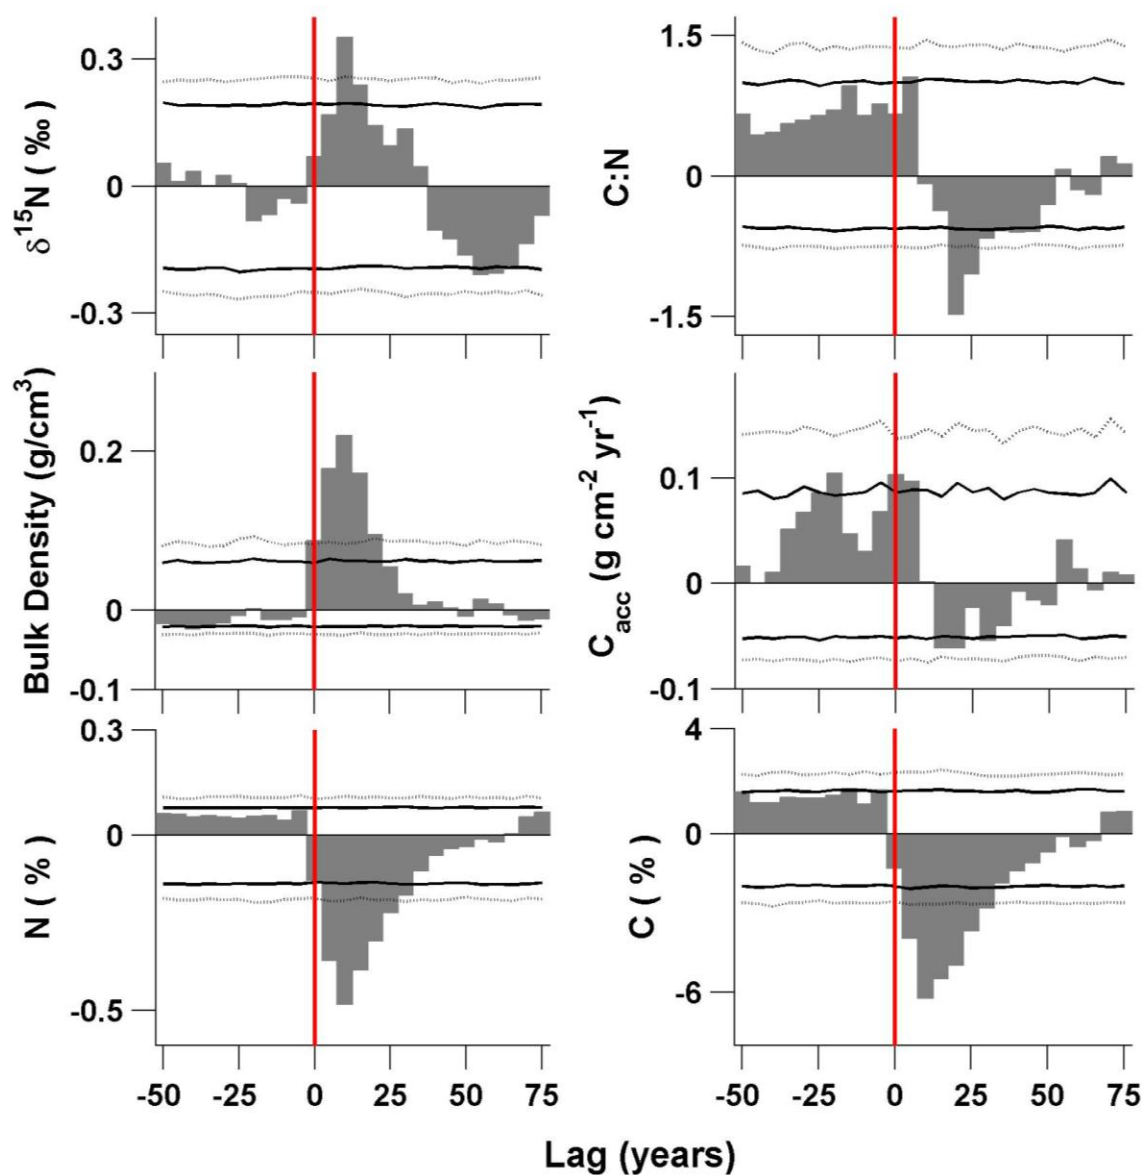 δ¹⁵N ( ‰)
0.3
0
-0.3
C:N
1.5
0
-1.5
Bulk Density (g/cm³)
0.2
0
-0.1
C_acc (g cm⁻² yr⁻¹)
0.1
0
-0.1
N ( %)
0.3
0
-0.5
C ( %)
4
0
-6
-50 -25 0 25 50 75
-50 -25 0 25 50 75
Lag (years)